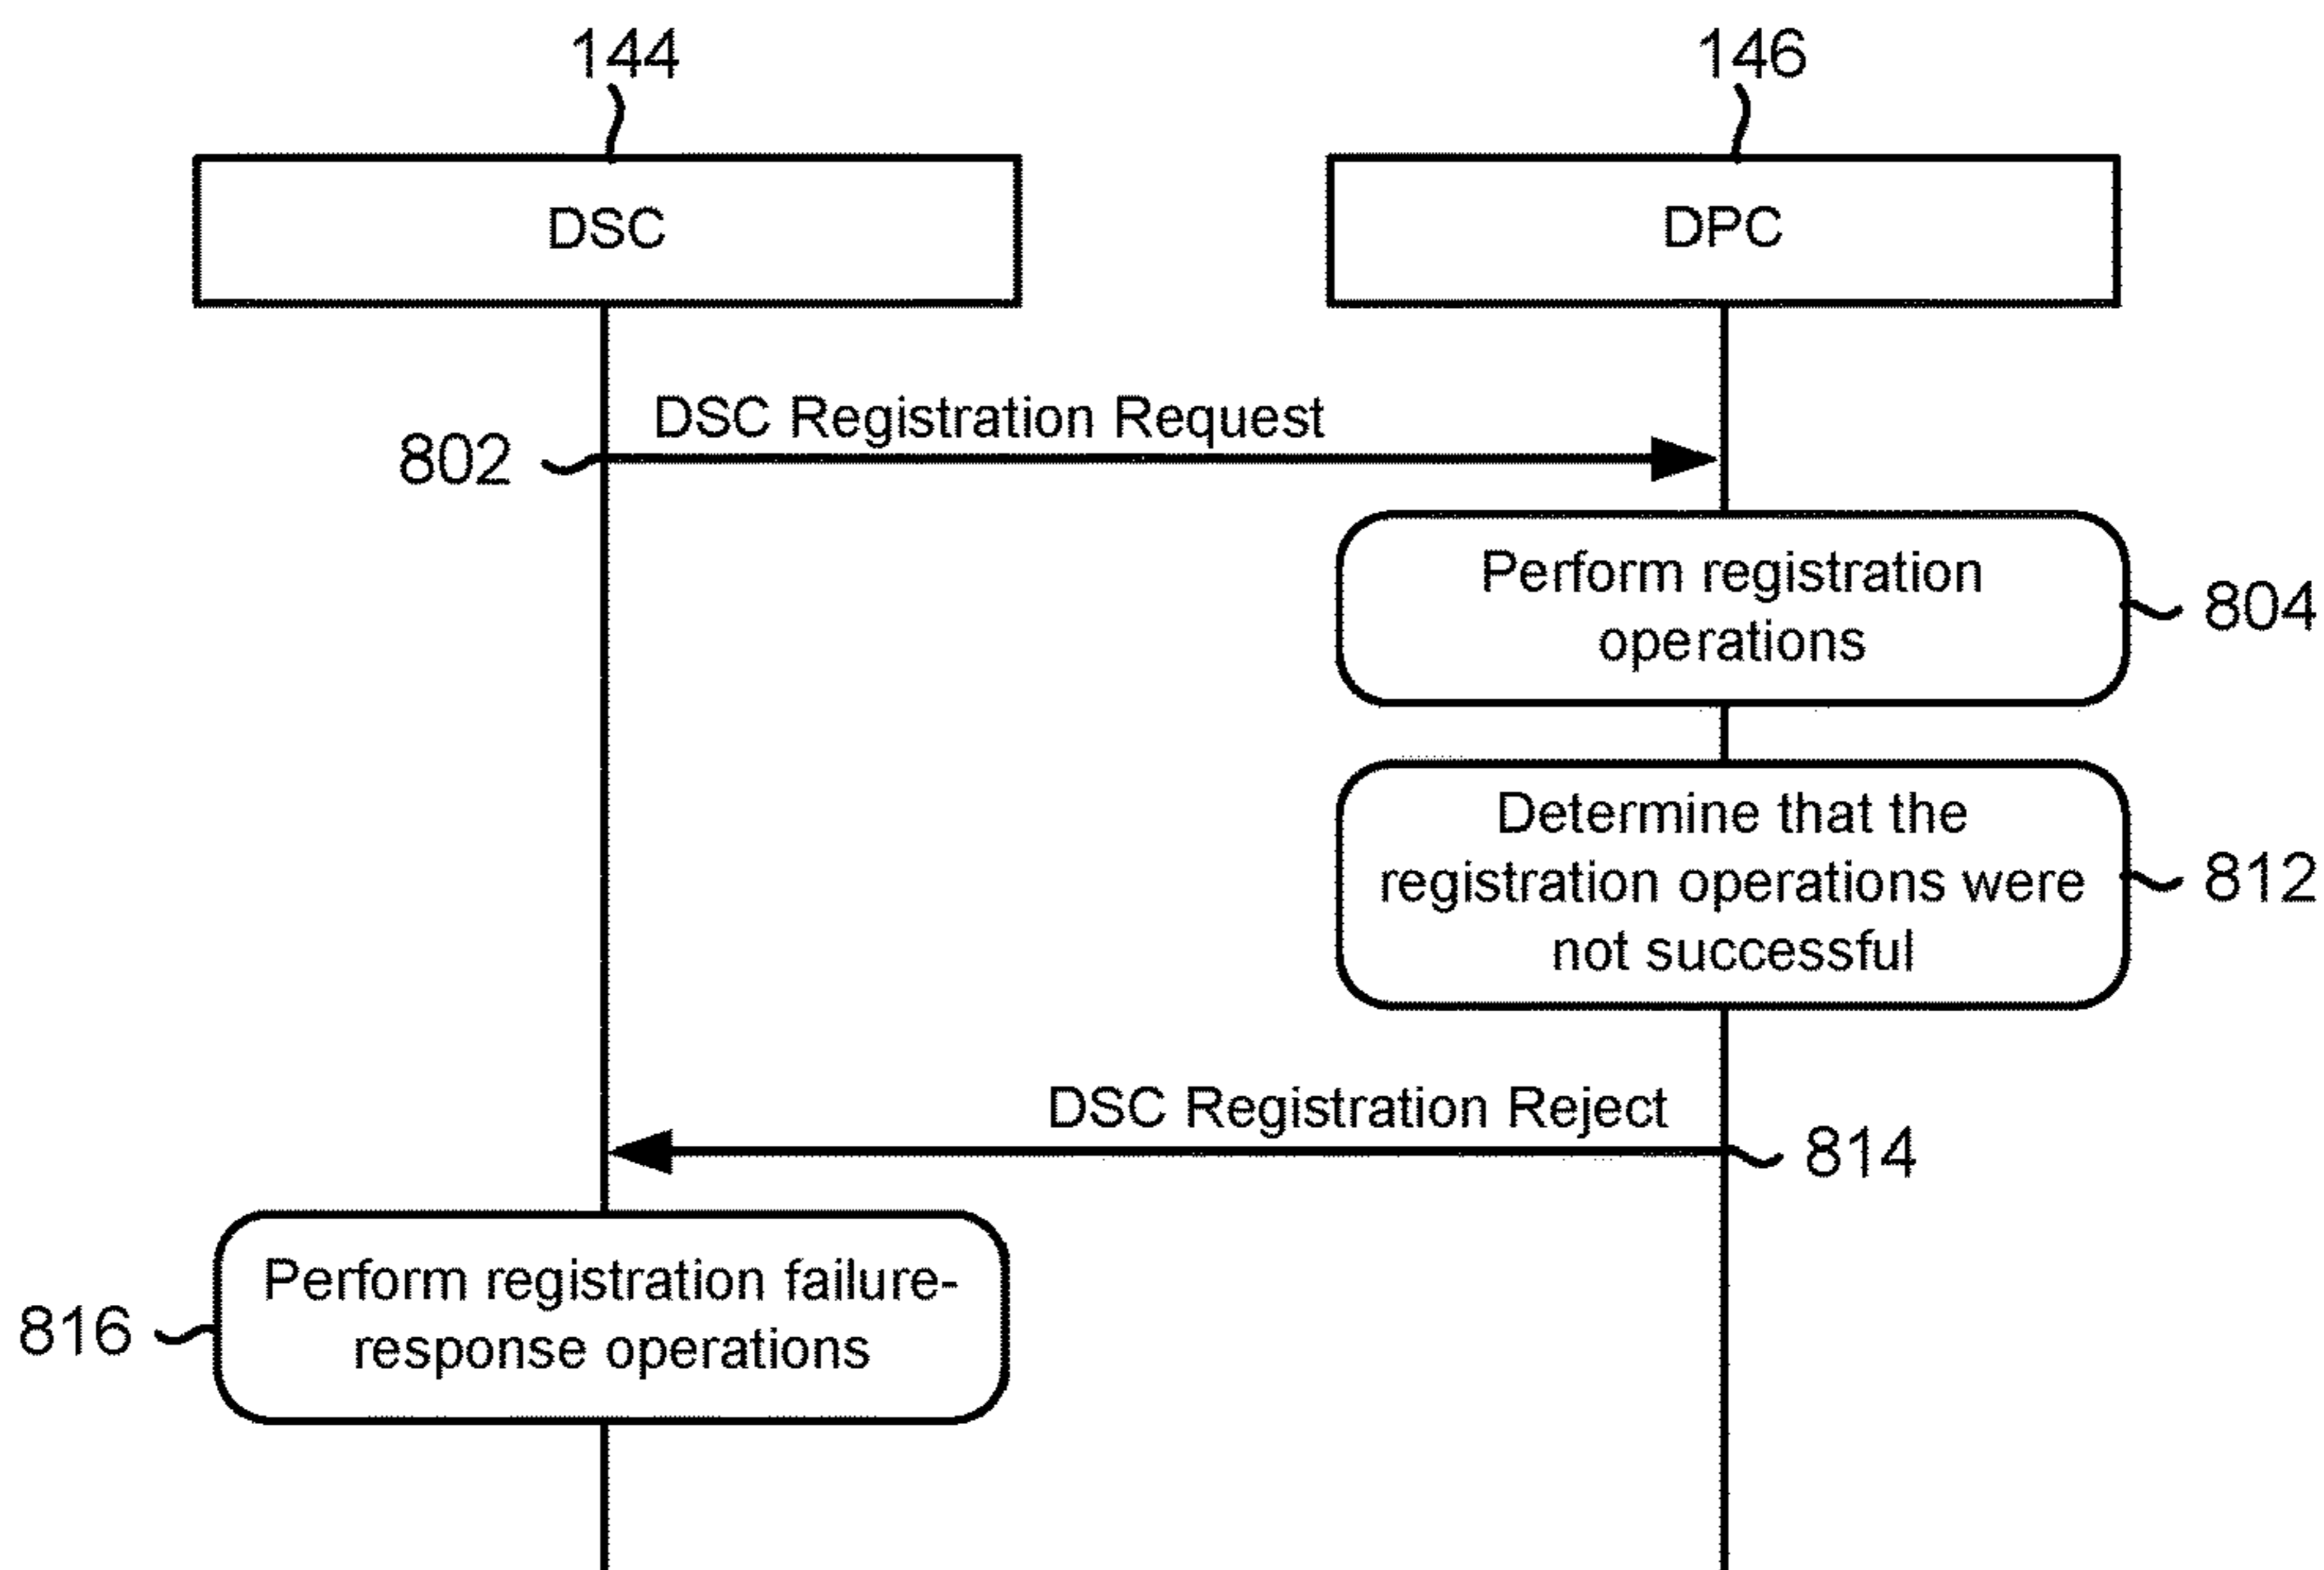 144
146
DSC
DPC
DSC Registration Request
802
Perform registration
operations
804
Determine that the
registration operations were
not successful
812
DSC Registration Reject
814
Perform registration failure-
response operations
816